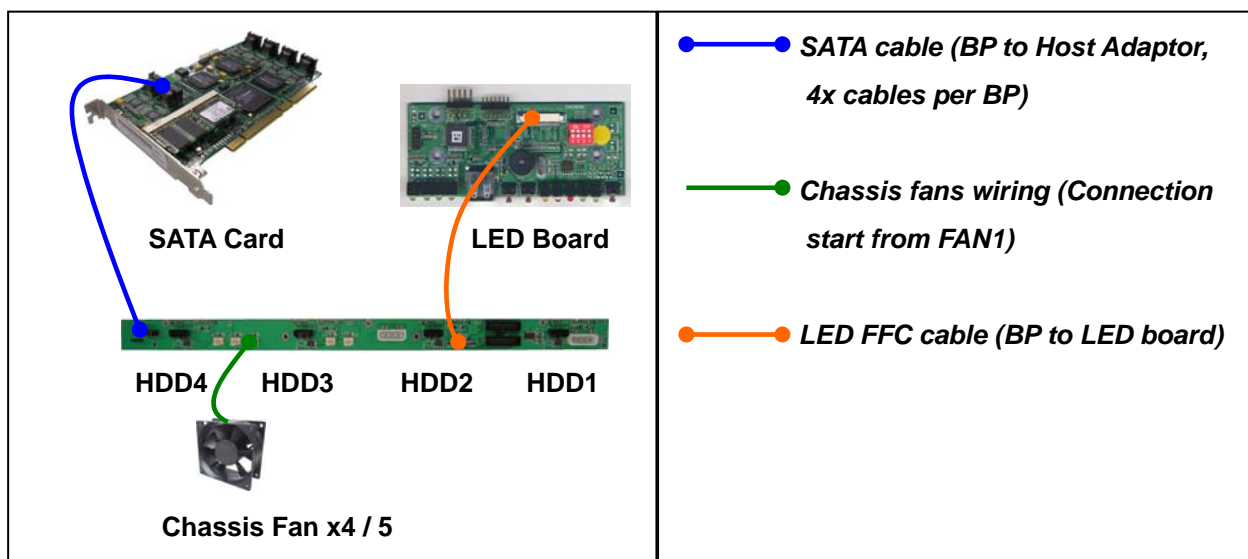 SATA Card
LED Board
HDD4
HDD3
HDD2
HDD1
Chassis Fan x4 / 5
SATA cable (BP to Host Adaptor,
4x cables per BP)
Chassis fans wiring (Connection
start from FAN1)
LED FFC cable (BP to LED board)